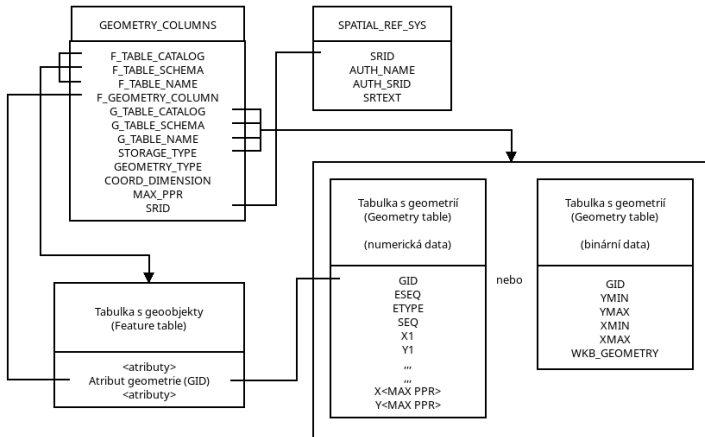 GEOMETRY_COLUMNS
F_TABLE_CATALOG
F_TABLE_SCHEMA
F_TABLE_NAME
F_GEOMETRY_COLUMN
G_TABLE_CATALOG
G_TABLE_SCHEMA
G_TABLE_NAME
STORAGE_TYPE
GEOMETRY_TYPE
COORD_DIMENSION
MAX_PPR
SRID
SPATIAL_REF_SYS
SRID
AUTH_NAME
AUTH_SRID
SRTEXT
Tabulka s geoobjekty
(Feature table)
<atributy>
Atribut geometrie (GID)
<atributy>
Tabulka s geometrií
(Geometry table)
(numerická data)
GID
ESEQ
ETYPE
SEQ
X1
Y1
,,,
,,,
X<MAX PPR>
Y<MAX PPR>
nebo
Tabulka s geometrií
(Geometry table)
(binární data)
GID
YMIN
YMAX
XMIN
XMAX
WKB_GEOMETRY